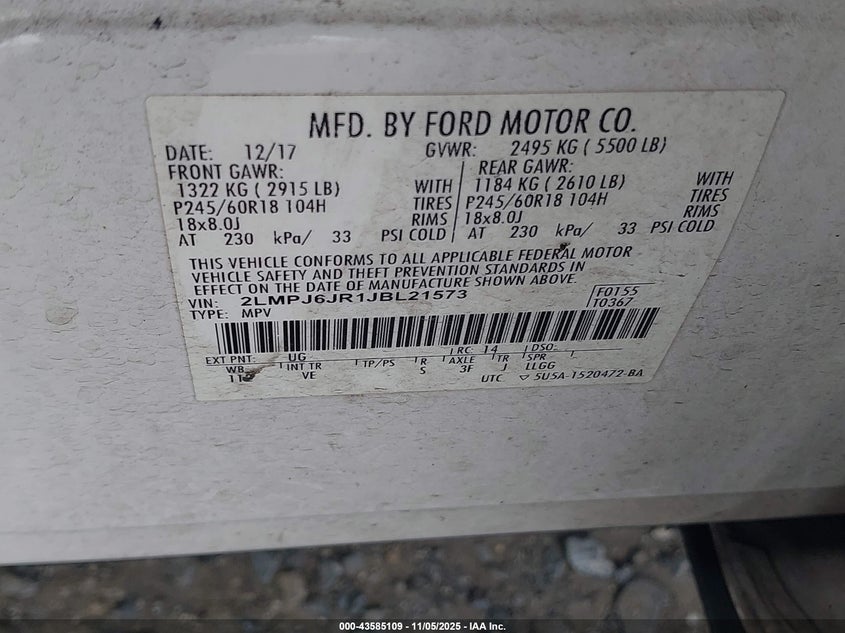 MFD. BY FORD MOTOR CO.
DATE: 12/17 GVWR: 2495 KG ( 5500 LB)
FRONT GAWR: REAR GAWR:
1322 KG ( 2915 LB) WITH 1184 KG ( 2610 LB) WITH
P245/60R18 104H TIRES P245/60R18 104H TIRES
18x8.0J RIMS 18x8.0J RIMS
AT 230 kPa/ 33 PSI COLD AT 230 kPa/ 33 PSI COLD
THIS VEHICLE CONFORMS TO ALL APPLICABLE FEDERAL MOTOR
VEHICLE SAFETY AND THEFT PREVENTION STANDARDS IN
EFFECT ON THE DATE OF MANUFACTURE SHOWN ABOVE.
VIN: 2LMPJ6JR1JBL21573 F0155
TYPE: MPV T0367
EXT PNT: UG RC: 14 DSO:
WB INT TR TP/PS R AXLE TR SPR
VE S 3F J LLGG
UTC ▽ 5U5A-1520472-BA
000-43585109 - 11/05/2025 - IAA Inc.